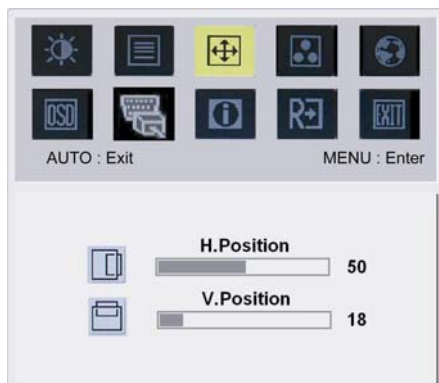 OSD
i
R
EXIT
AUTO : Exit MENU : Enter
H.Position
50
V.Position
18